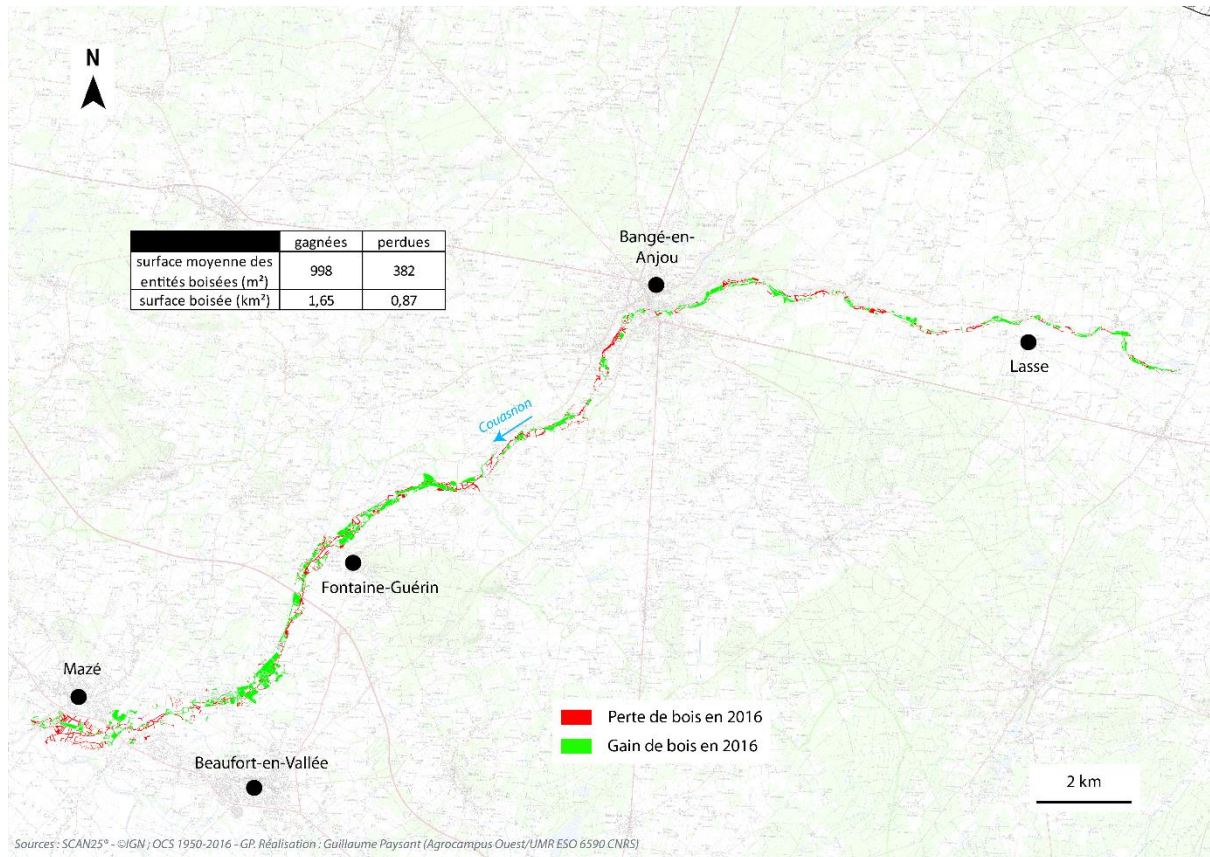 N
gagnées perdues
surface moyenne des
entités boisées (m²) 998 382
surface boisée (km²) 1,65 0,87
Bangé-en-
Anjou
Lasse
Couasnon
Fontaine-Guérin
Mazé
Perte de bois en 2016
Gain de bois en 2016
Beaufort-en-Vallée
2 km
Sources : SCAN25® - ©IGN ; OCS 1950-2016 - GP. Réalisation : Guillaume Paysant (Agrocampus Ouest/UMR ESO 6590 CNRS)